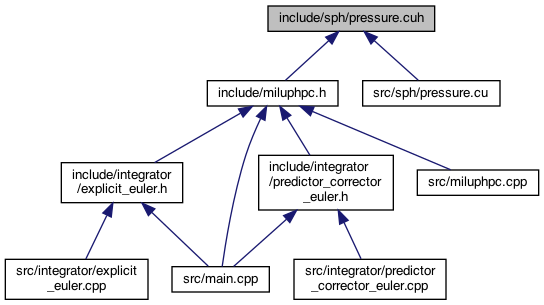 include/sph/pressure.cuh
include/miluphpc.h
src/sph/pressure.cu
include/integrator
/explicit_euler.h
include/integrator
/predictor_corrector
_euler.h
src/miluphpc.cpp
src/integrator/explicit
_euler.cpp
src/main.cpp
src/integrator/predictor
_corrector_euler.cpp